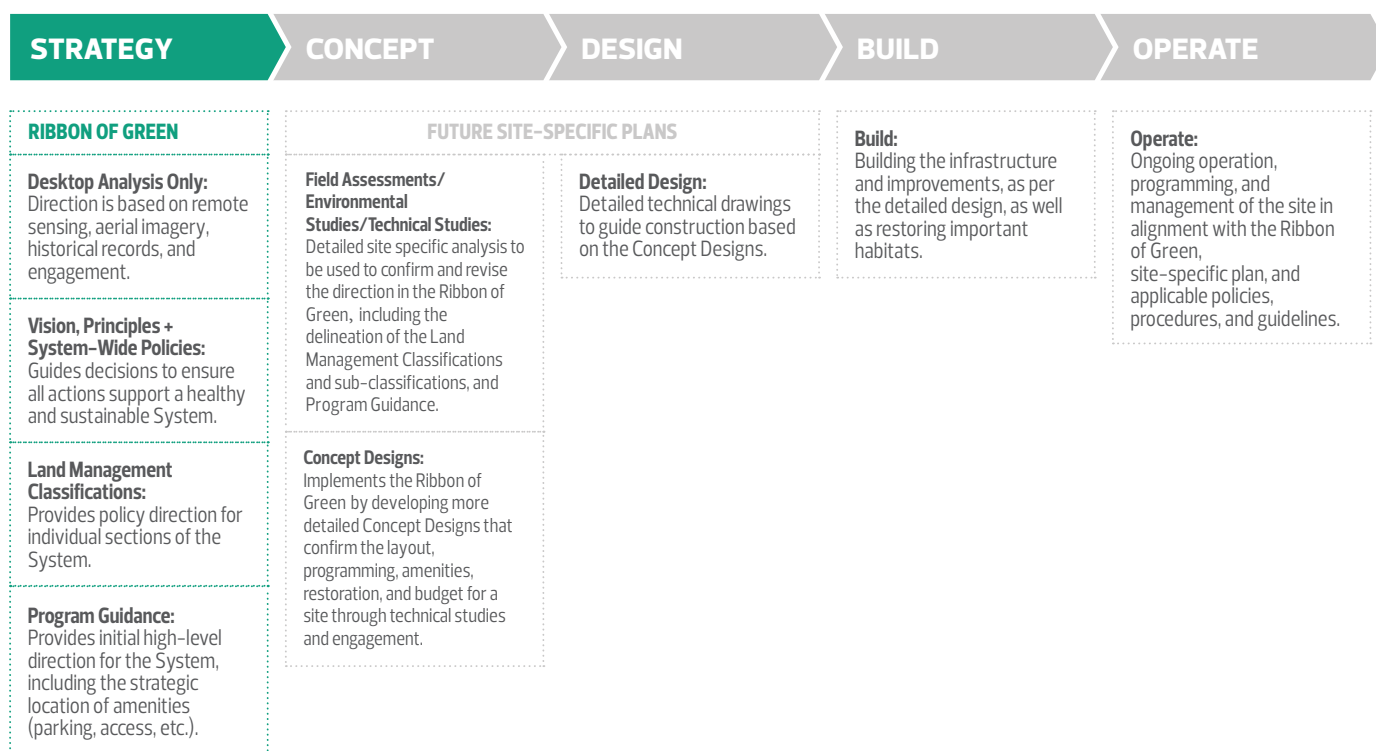 STRATEGY
CONCEPT
DESIGN
BUILD
OPERATE
RIBBON OF GREEN
Desktop Analysis Only:
Direction is based on remote
sensing, aerial imagery,
historical records, and
engagement.
Vision, Principles +
System-Wide Policies:
Guides decisions to ensure
all actions support a healthy
and sustainable System.
Land Management
Classifications:
Provides policy direction for
individual sections of the
System.
Program Guidance:
Provides initial high-level
direction for the System,
including the strategic
location of amenities
(parking, access, etc.).
FUTURE SITE-SPECIFIC PLANS
Field Assessments/
Environmental
Studies/Technical Studies:
Detailed site specific analysis to
be used to confirm and revise
the direction in the Ribbon of
Green, including the
delineation of the Land
Management Classifications
and sub-classifications, and
Program Guidance.
Concept Designs:
Implements the Ribbon of
Green by developing more
detailed Concept Designs that
confirm the layout,
programming, amenities,
restoration, and budget for a
site through technical studies
and engagement.
Detailed Design:
Detailed technical drawings
to guide construction based
on the Concept Designs.
Build:
Building the infrastructure
and improvements, as per
the detailed design, as well
as restoring important
habitats.
Operate:
Ongoing operation,
programming, and
management of the site in
alignment with the Ribbon
of Green,
site-specific plan, and
applicable policies,
procedures, and guidelines.